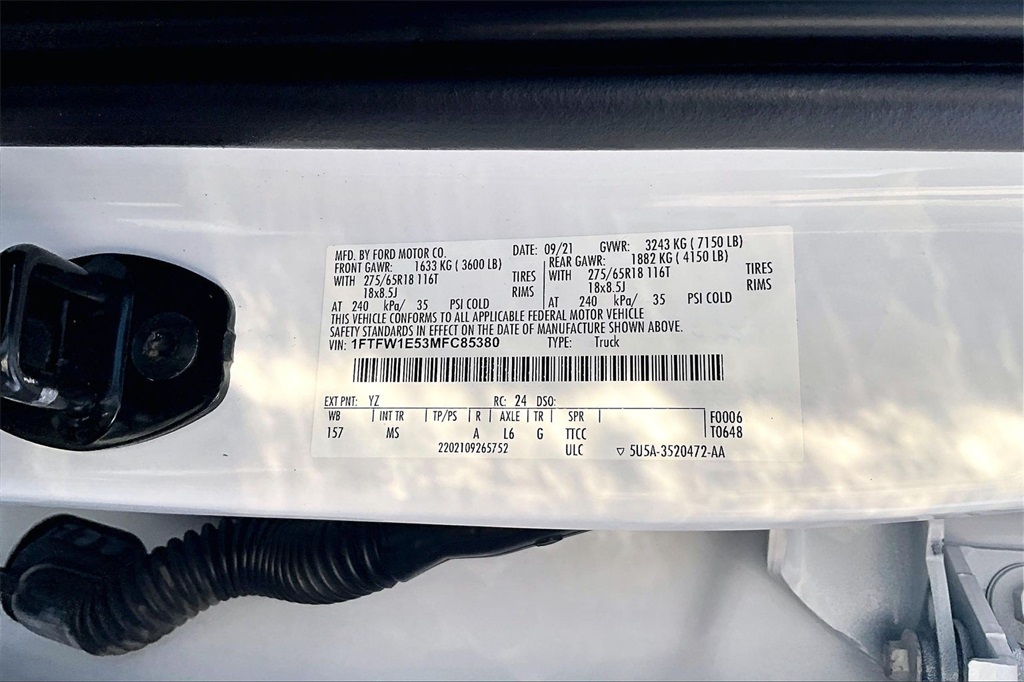 MFD. BY FORD MOTOR CO. DATE: 09/21 GVWR: 3243 KG ( 7150 LB)
FRONT GAWR: 1633 KG ( 3600 LB) REAR GAWR: 1882 KG ( 4150 LB)
WITH 275/65R18 116T TIRES WITH 275/65R18 116T TIRES
18x8.5J RIMS 18x8.5J RIMS
AT 240 kPa/ 35 PSI COLD AT 240 kPa/ 35 PSI COLD
THIS VEHICLE CONFORMS TO ALL APPLICABLE FEDERAL MOTOR VEHICLE
SAFETY STANDARDS IN EFFECT ON THE DATE OF MANUFACTURE SHOWN ABOVE.
VIN: 1FTFW1E53MFC85380 TYPE: Truck
EXT PNT: YZ RC: 24 DSO:
WB INT TR TP/PS R AXLE TR SPR F0006
157 MS A L6 G TTCC T0648
2202109265752 ULC ▽ 5U5A-3520472-AA